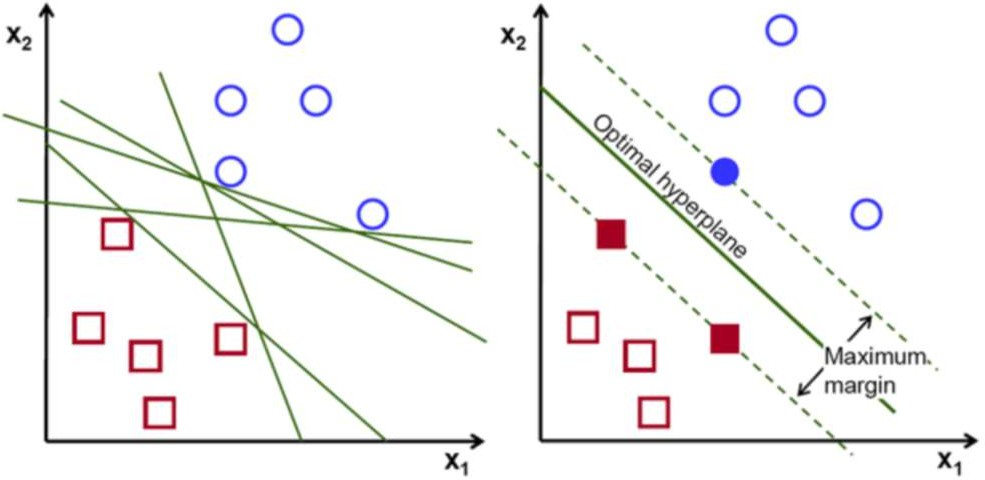 x₂
x₁
x₂
Optimal hyperplane
Maximum
margin
x₁